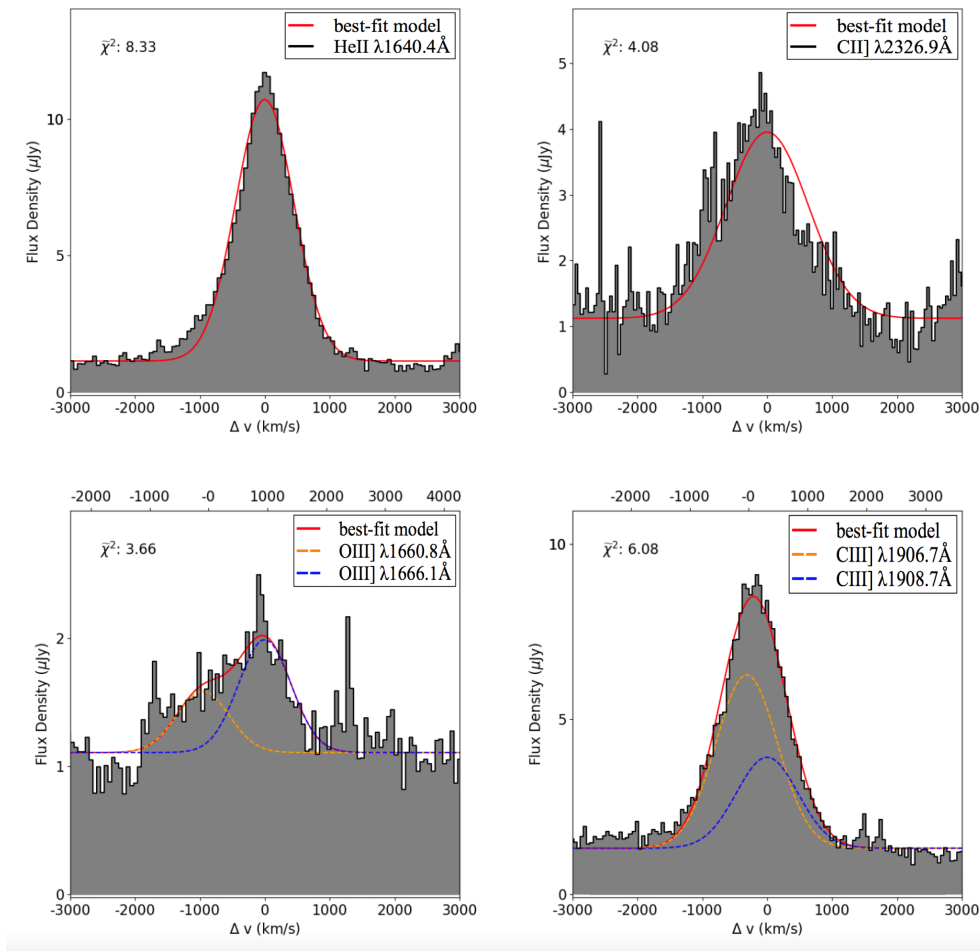 χ̄²: 8.33
best-fit model
HeII λ1640.4Å
10
5
0
Flux Density (μJy)
-3000 -2000 -1000 0 1000 2000 3000
Δ v (km/s)
χ̄²: 4.08
best-fit model
CII] λ2326.9Å
5
4
3
2
1
0
Flux Density (μJy)
-3000 -2000 -1000 0 1000 2000 3000
Δ v (km/s)
-2000 -1000 -0 1000 2000 3000 4000
χ̄²: 3.66
best-fit model
OIII] λ1660.8Å
OIII] λ1666.1Å
2
1
0
Flux Density (μJy)
-3000 -2000 -1000 0 1000 2000 3000
Δ v (km/s)
-2000 -1000 -0 1000 2000 3000
χ̄²: 6.08
best-fit model
CIII] λ1906.7Å
CIII] λ1908.7Å
10
5
0
Flux Density (μJy)
-3000 -2000 -1000 0 1000 2000 3000
Δ v (km/s)